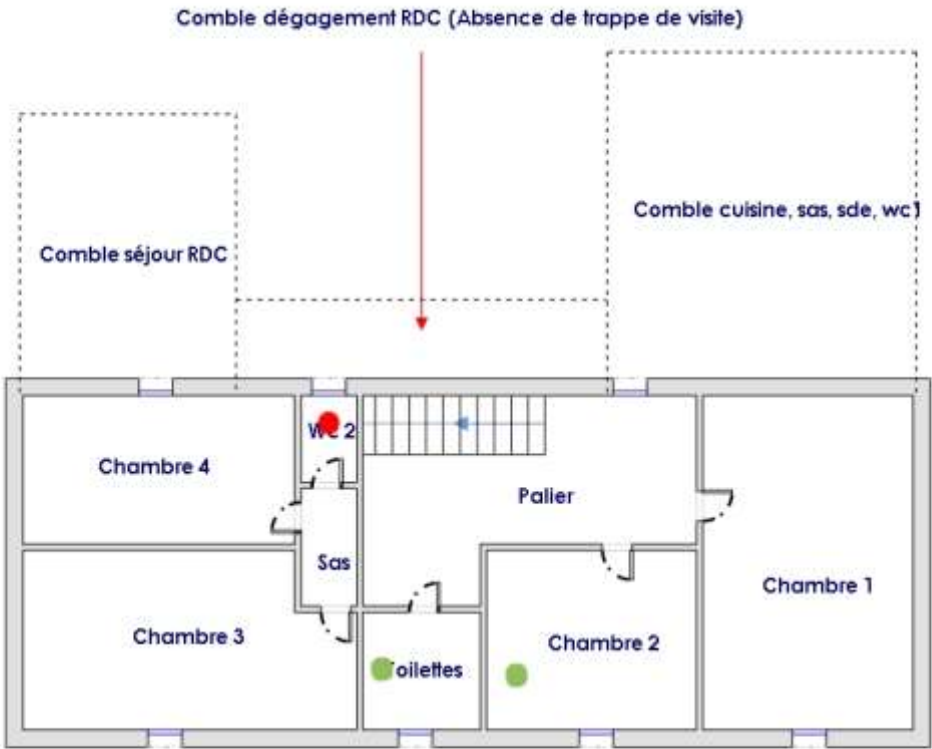 Comble dégagement RDC (Absence de trappe de visite)
Comble cuisine, sas, sde, wc1
Comble séjour RDC
WC 2
Chambre 4
Palier
Sas
Chambre 1
Chambre 3
Chambre 2
Toilettes